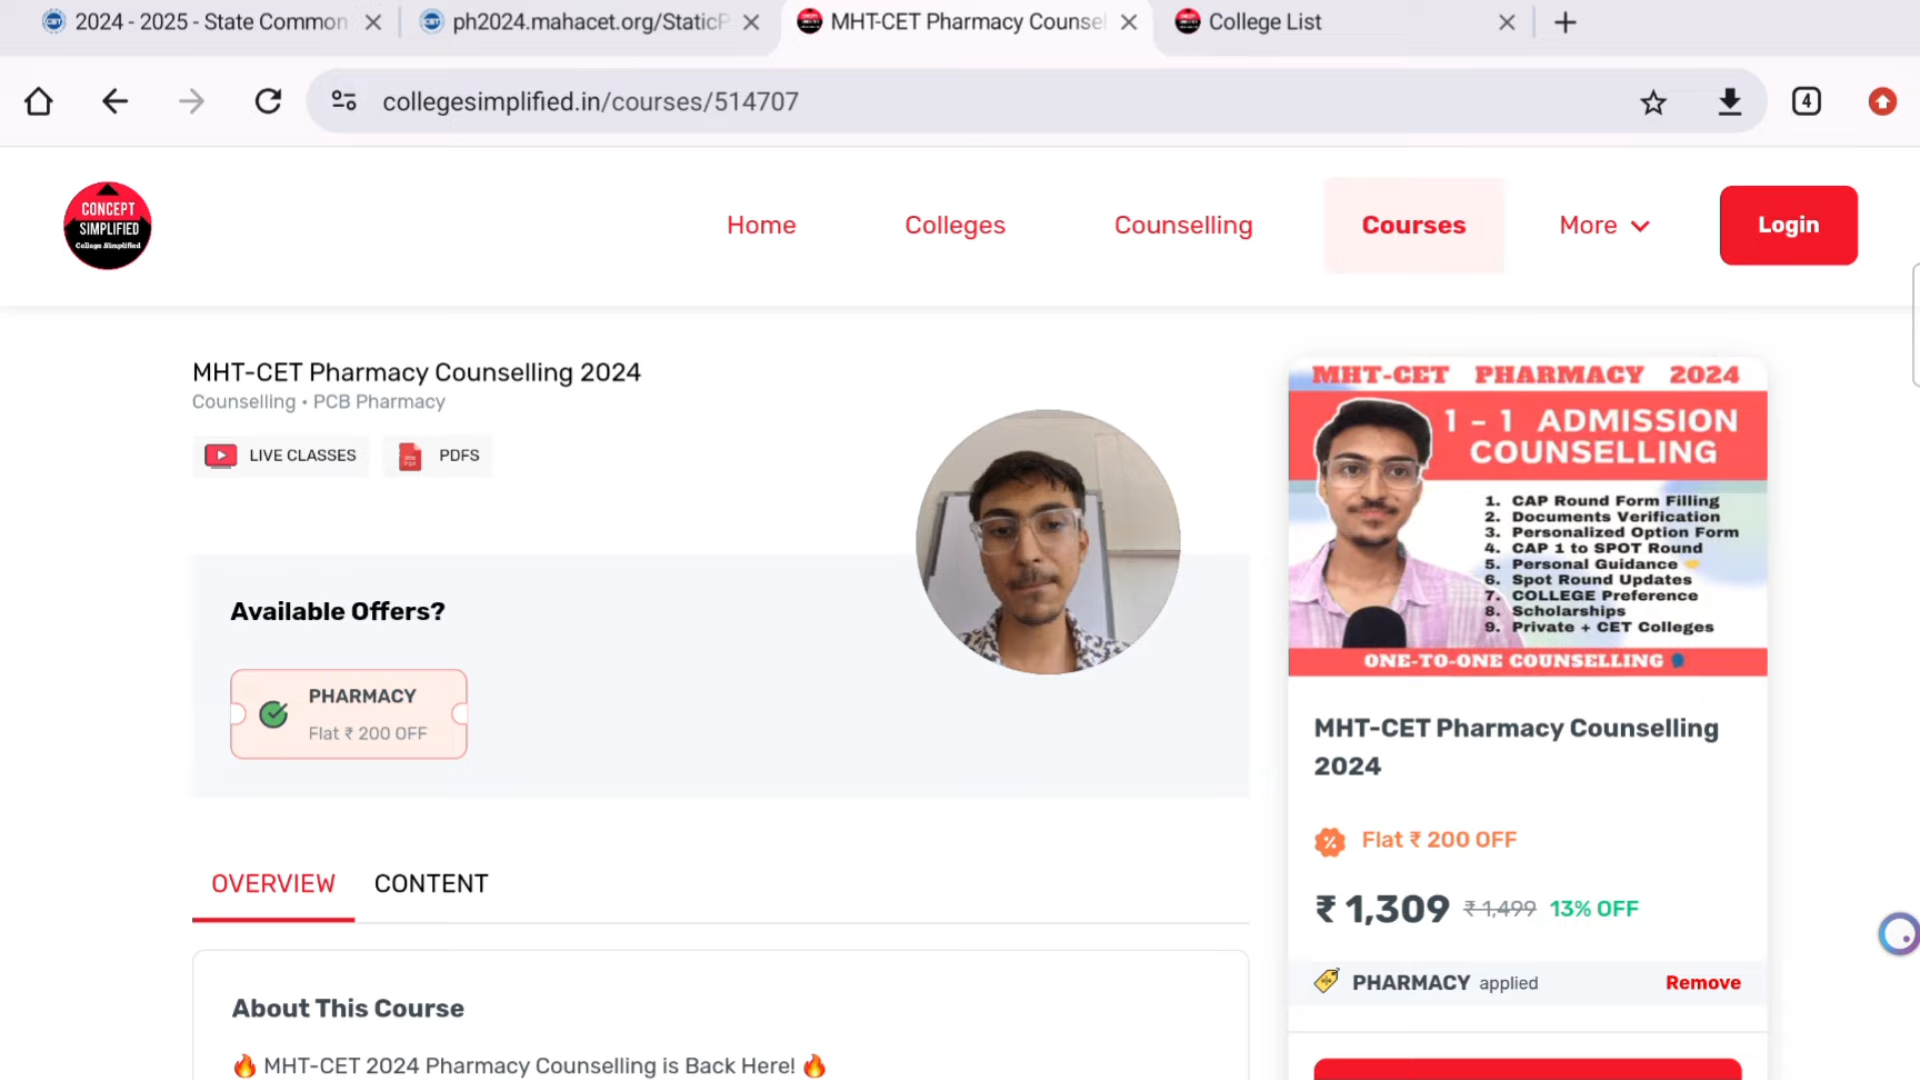 2024 - 2025 - State Common
ph2024.mahacet.org/StaticP
MHT-CET Pharmacy Counsel
College List
collegesimplified.in/courses/514707
4
CONCEPT
SIMPLIFIED
College Simplified
Home
Colleges
Counselling
Courses
More
Login
MHT-CET Pharmacy Counselling 2024
Counselling • PCB Pharmacy
LIVE CLASSES
PDFS
Available Offers?
PHARMACY
Flat ₹ 200 OFF
OVERVIEW
CONTENT
About This Course
🔥 MHT-CET 2024 Pharmacy Counselling is Back Here! 🔥
MHT-CET PHARMACY 2024
1 - 1 ADMISSION
COUNSELLING
1. CAP Round Form Filling
2. Documents Verification
3. Personalized Option Form
4. CAP 1 to SPOT Round
5. Personal Guidance
6. Spot Round Updates
7. COLLEGE Preference
8. Scholarships
9. Private + CET Colleges
ONE-TO-ONE COUNSELLING
MHT-CET Pharmacy Counselling
2024
Flat ₹ 200 OFF
₹ 1,309 ₹ 1,499 13% OFF
PHARMACY applied
Remove